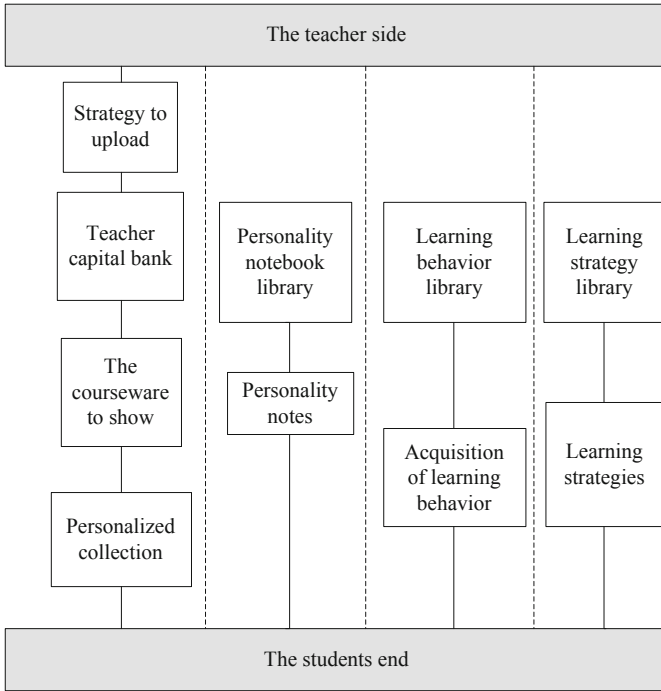 The teacher side
Strategy to
upload
Teacher
capital bank
The
courseware
to show
Personalized
collection
Personality
notebook
library
Personality
notes
Learning
behavior
library
Acquisition
of learning
behavior
Learning
strategy
library
Learning
strategies
The students end